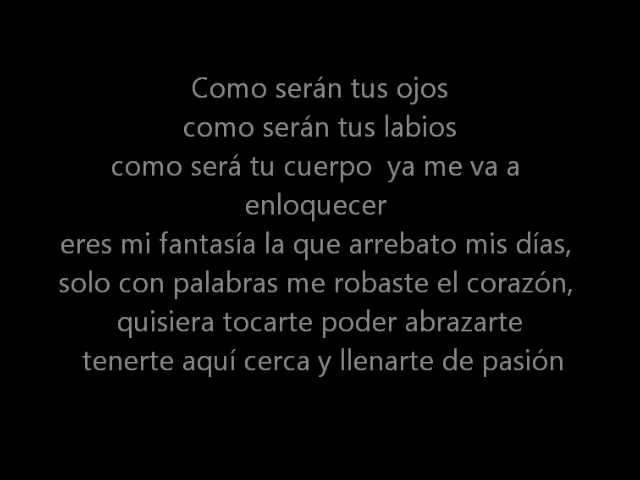 Como serán tus ojos
como serán tus labios
como será tu cuerpo  ya me va a
enloquecer
eres mi fantasía la que arrebato mis días,
solo con palabras me robaste el corazón,
quisiera tocarte poder abrazarte
tenerte aquí cerca y llenarte de pasión